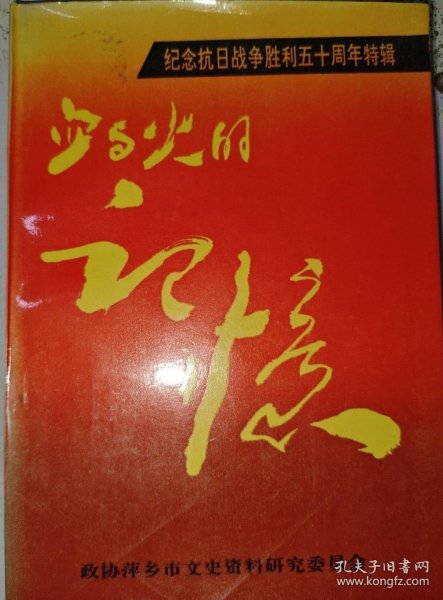 纪念抗日战争胜利五十周年特辑
血与火的
记忆
政协萍乡市文史资料研究委员会
孔夫子旧书网
www.kongfz.com